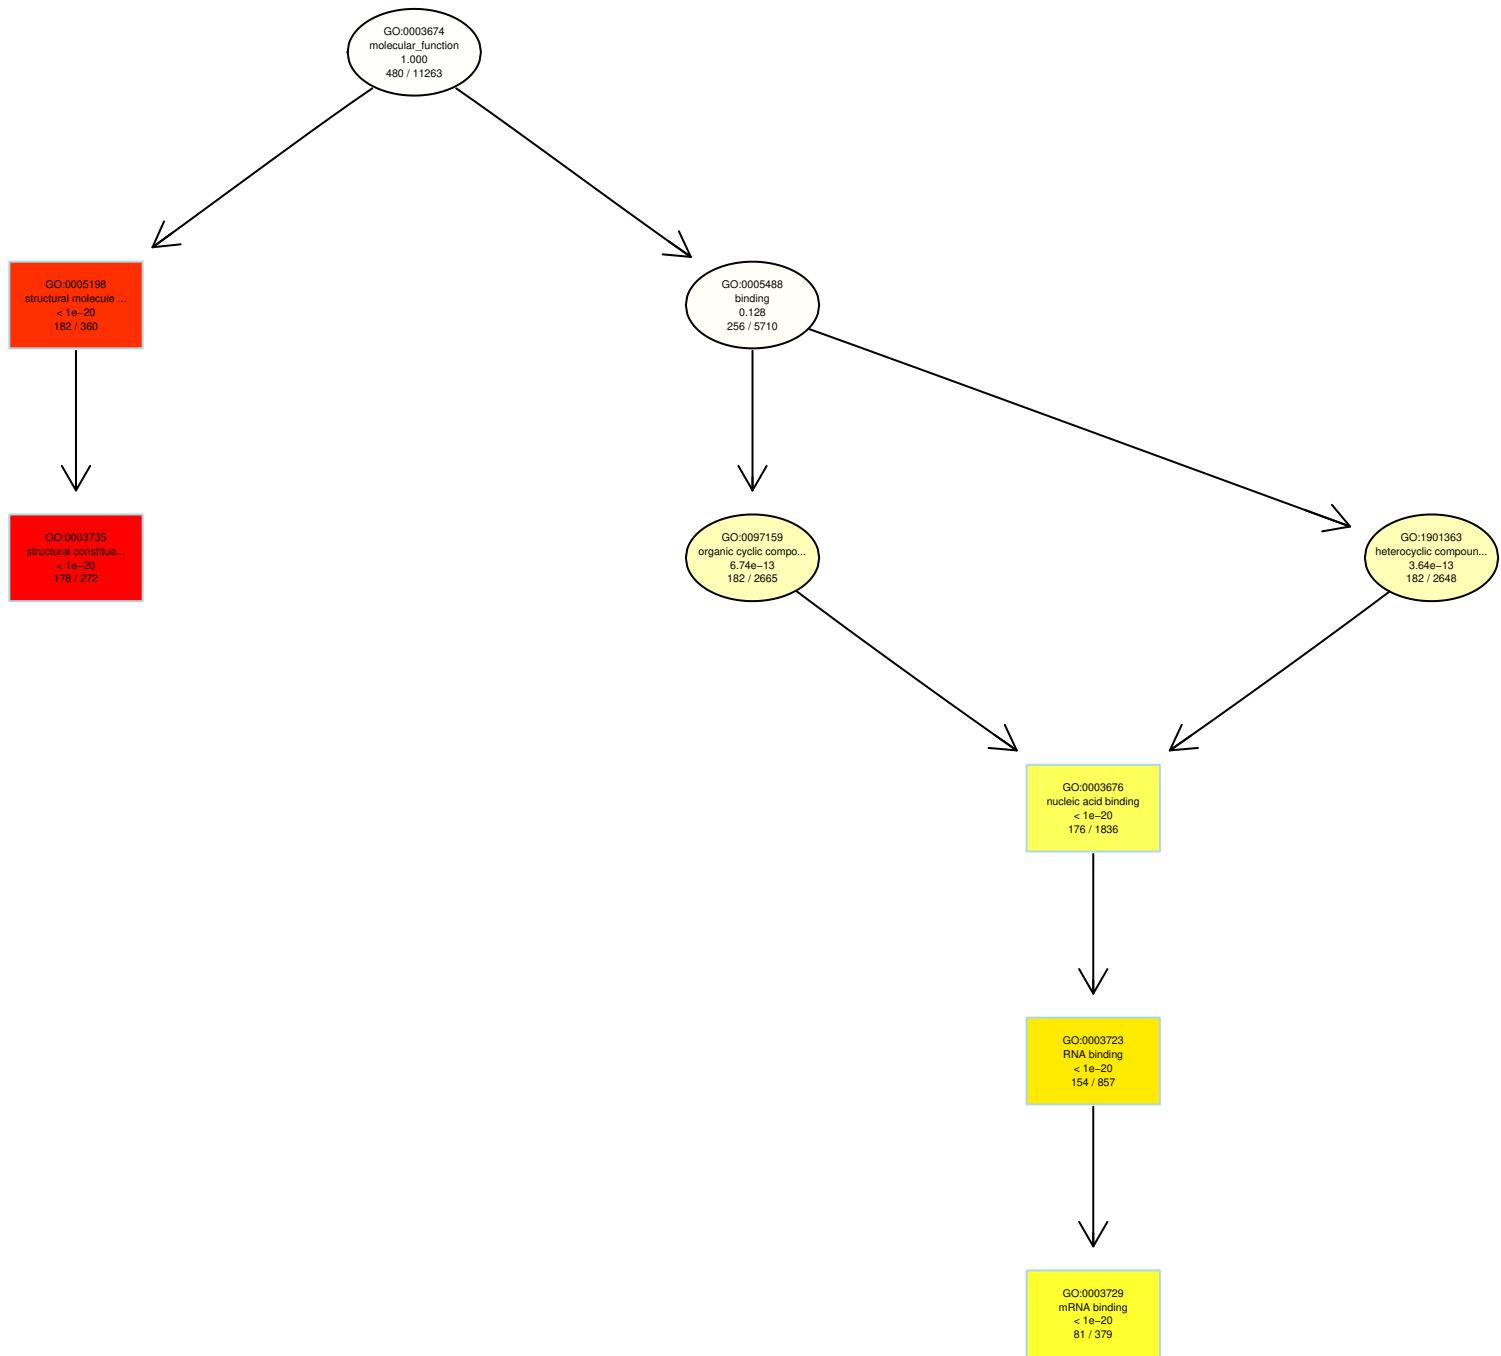 GO:0003674
molecular_function
1.000
480 / 11263
GO:0005198
structural molecule ...
< 1e−20
182 / 360
GO:0005488
binding
0.128
256 / 5710
GO:0003735
structural constitue...
< 1e−20
178 / 272
GO:0097159
organic cyclic compo...
6.74e−13
182 / 2665
GO:1901363
heterocyclic compoun...
3.64e−13
182 / 2648
GO:0003676
nucleic acid binding
< 1e−20
176 / 1836
GO:0003723
RNA binding
< 1e−20
154 / 857
GO:0003729
mRNA binding
< 1e−20
81 / 379